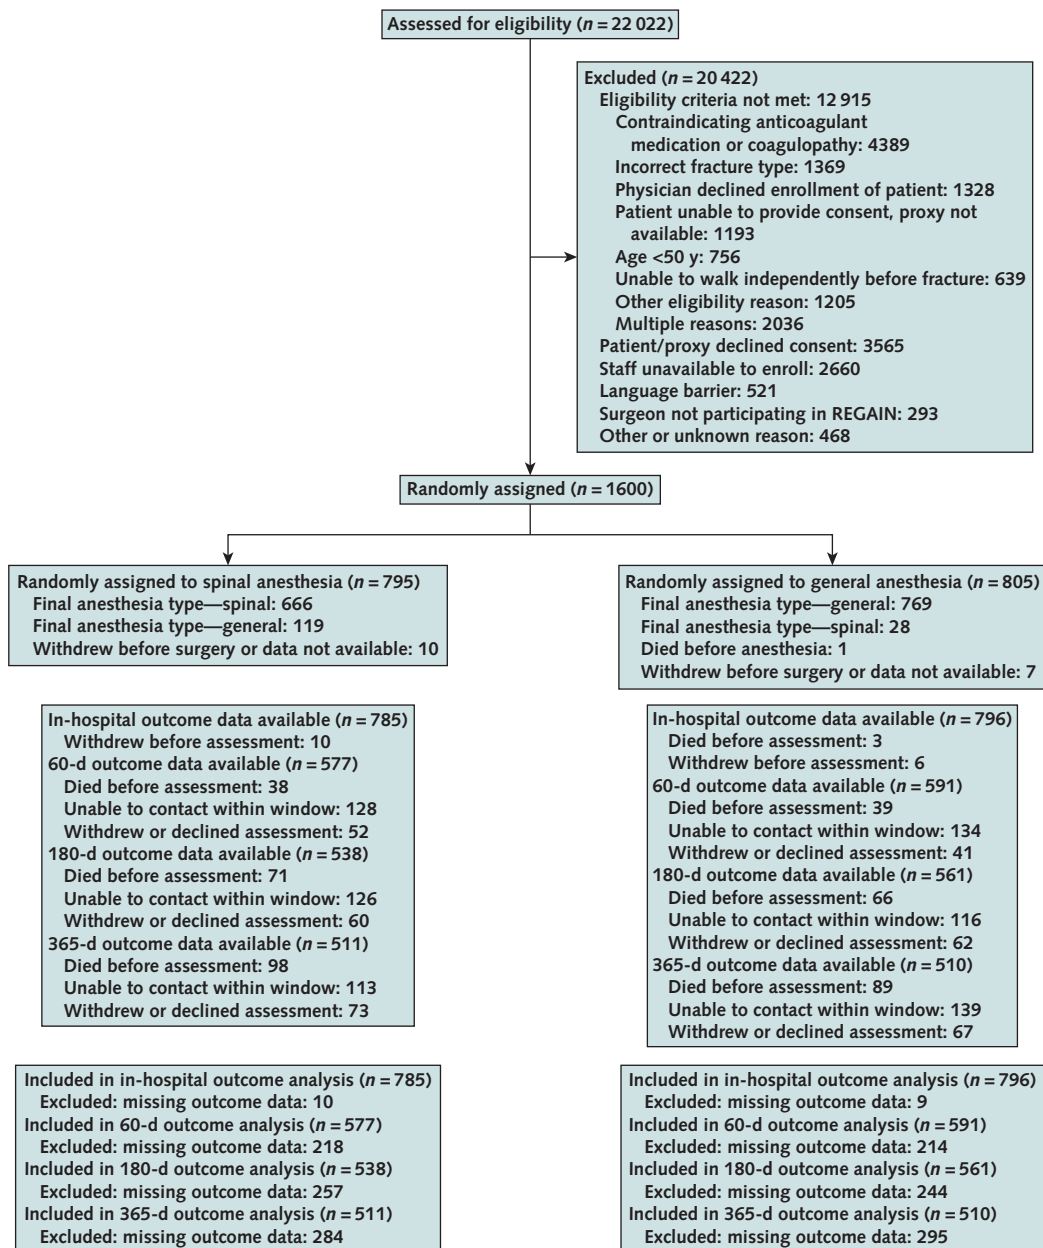 Assessed for eligibility (n = 22 022)
Excluded (n = 20 422)
Eligibility criteria not met: 12 915
Contraindicating anticoagulant
medication or coagulopathy: 4389
Incorrect fracture type: 1369
Physician declined enrollment of patient: 1328
Patient unable to provide consent, proxy not
available: 1193
Age <50 y: 756
Unable to walk independently before fracture: 639
Other eligibility reason: 1205
Multiple reasons: 2036
Patient/proxy declined consent: 3565
Staff unavailable to enroll: 2660
Language barrier: 521
Surgeon not participating in REGAIN: 293
Other or unknown reason: 468
Randomly assigned (n = 1600)
Randomly assigned to spinal anesthesia (n = 795)
Final anesthesia type—spinal: 666
Final anesthesia type—general: 119
Withdrew before surgery or data not available: 10
Randomly assigned to general anesthesia (n = 805)
Final anesthesia type—general: 769
Final anesthesia type—spinal: 28
Died before anesthesia: 1
Withdrew before surgery or data not available: 7
In-hospital outcome data available (n = 785)
Withdrew before assessment: 10
60-d outcome data available (n = 577)
Died before assessment: 38
Unable to contact within window: 128
Withdrew or declined assessment: 52
180-d outcome data available (n = 538)
Died before assessment: 71
Unable to contact within window: 126
Withdrew or declined assessment: 60
365-d outcome data available (n = 511)
Died before assessment: 98
Unable to contact within window: 113
Withdrew or declined assessment: 73
In-hospital outcome data available (n = 796)
Died before assessment: 3
Withdrew before assessment: 6
60-d outcome data available (n = 591)
Died before assessment: 39
Unable to contact within window: 134
Withdrew or declined assessment: 41
180-d outcome data available (n = 561)
Died before assessment: 66
Unable to contact within window: 116
Withdrew or declined assessment: 62
365-d outcome data available (n = 510)
Died before assessment: 89
Unable to contact within window: 139
Withdrew or declined assessment: 67
Included in in-hospital outcome analysis (n = 785)
Excluded: missing outcome data: 10
Included in 60-d outcome analysis (n = 577)
Excluded: missing outcome data: 218
Included in 180-d outcome analysis (n = 538)
Excluded: missing outcome data: 257
Included in 365-d outcome analysis (n = 511)
Excluded: missing outcome data: 284
Included in in-hospital outcome analysis (n = 796)
Excluded: missing outcome data: 9
Included in 60-d outcome analysis (n = 591)
Excluded: missing outcome data: 214
Included in 180-d outcome analysis (n = 561)
Excluded: missing outcome data: 244
Included in 365-d outcome analysis (n = 510)
Excluded: missing outcome data: 295